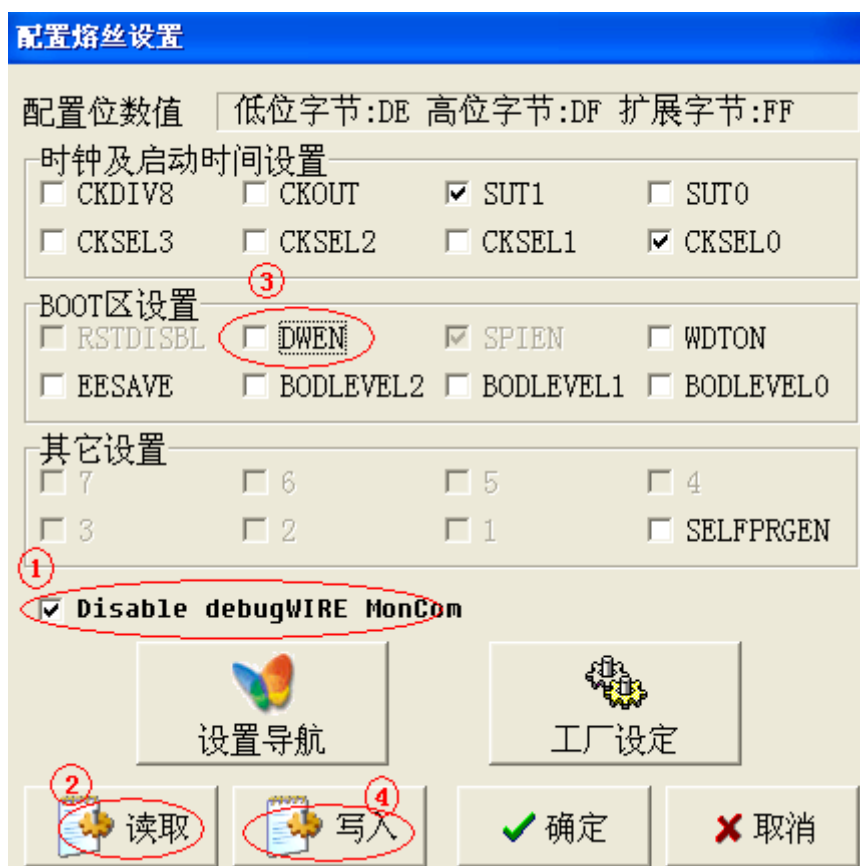 配置熔丝设置
配置位数值 低位字节:DE 高位字节:DF 扩展字节:FF
时钟及启动时间设置
CKDIV8 CKOUT SUT1 SUT0
CKSEL3 CKSEL2 CKSEL1 CKSEL0
③
BOOT区设置
RSTDISBL DWEN SPIEN WDTON
EESAVE BODLEVEL2 BODLEVEL1 BODLEVEL0
其它设置
7 6 5 4
3 2 1 SELFPRGEN
①
Disable debugWIRE MonCom
设置导航 工厂设定
② ④
读取 写入 确定 取消